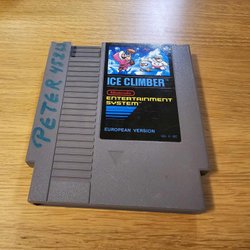 ICE CLIMBER
Nintendo
ENTERTAINMENT
SYSTEM
EUROPEAN VERSION
PETER